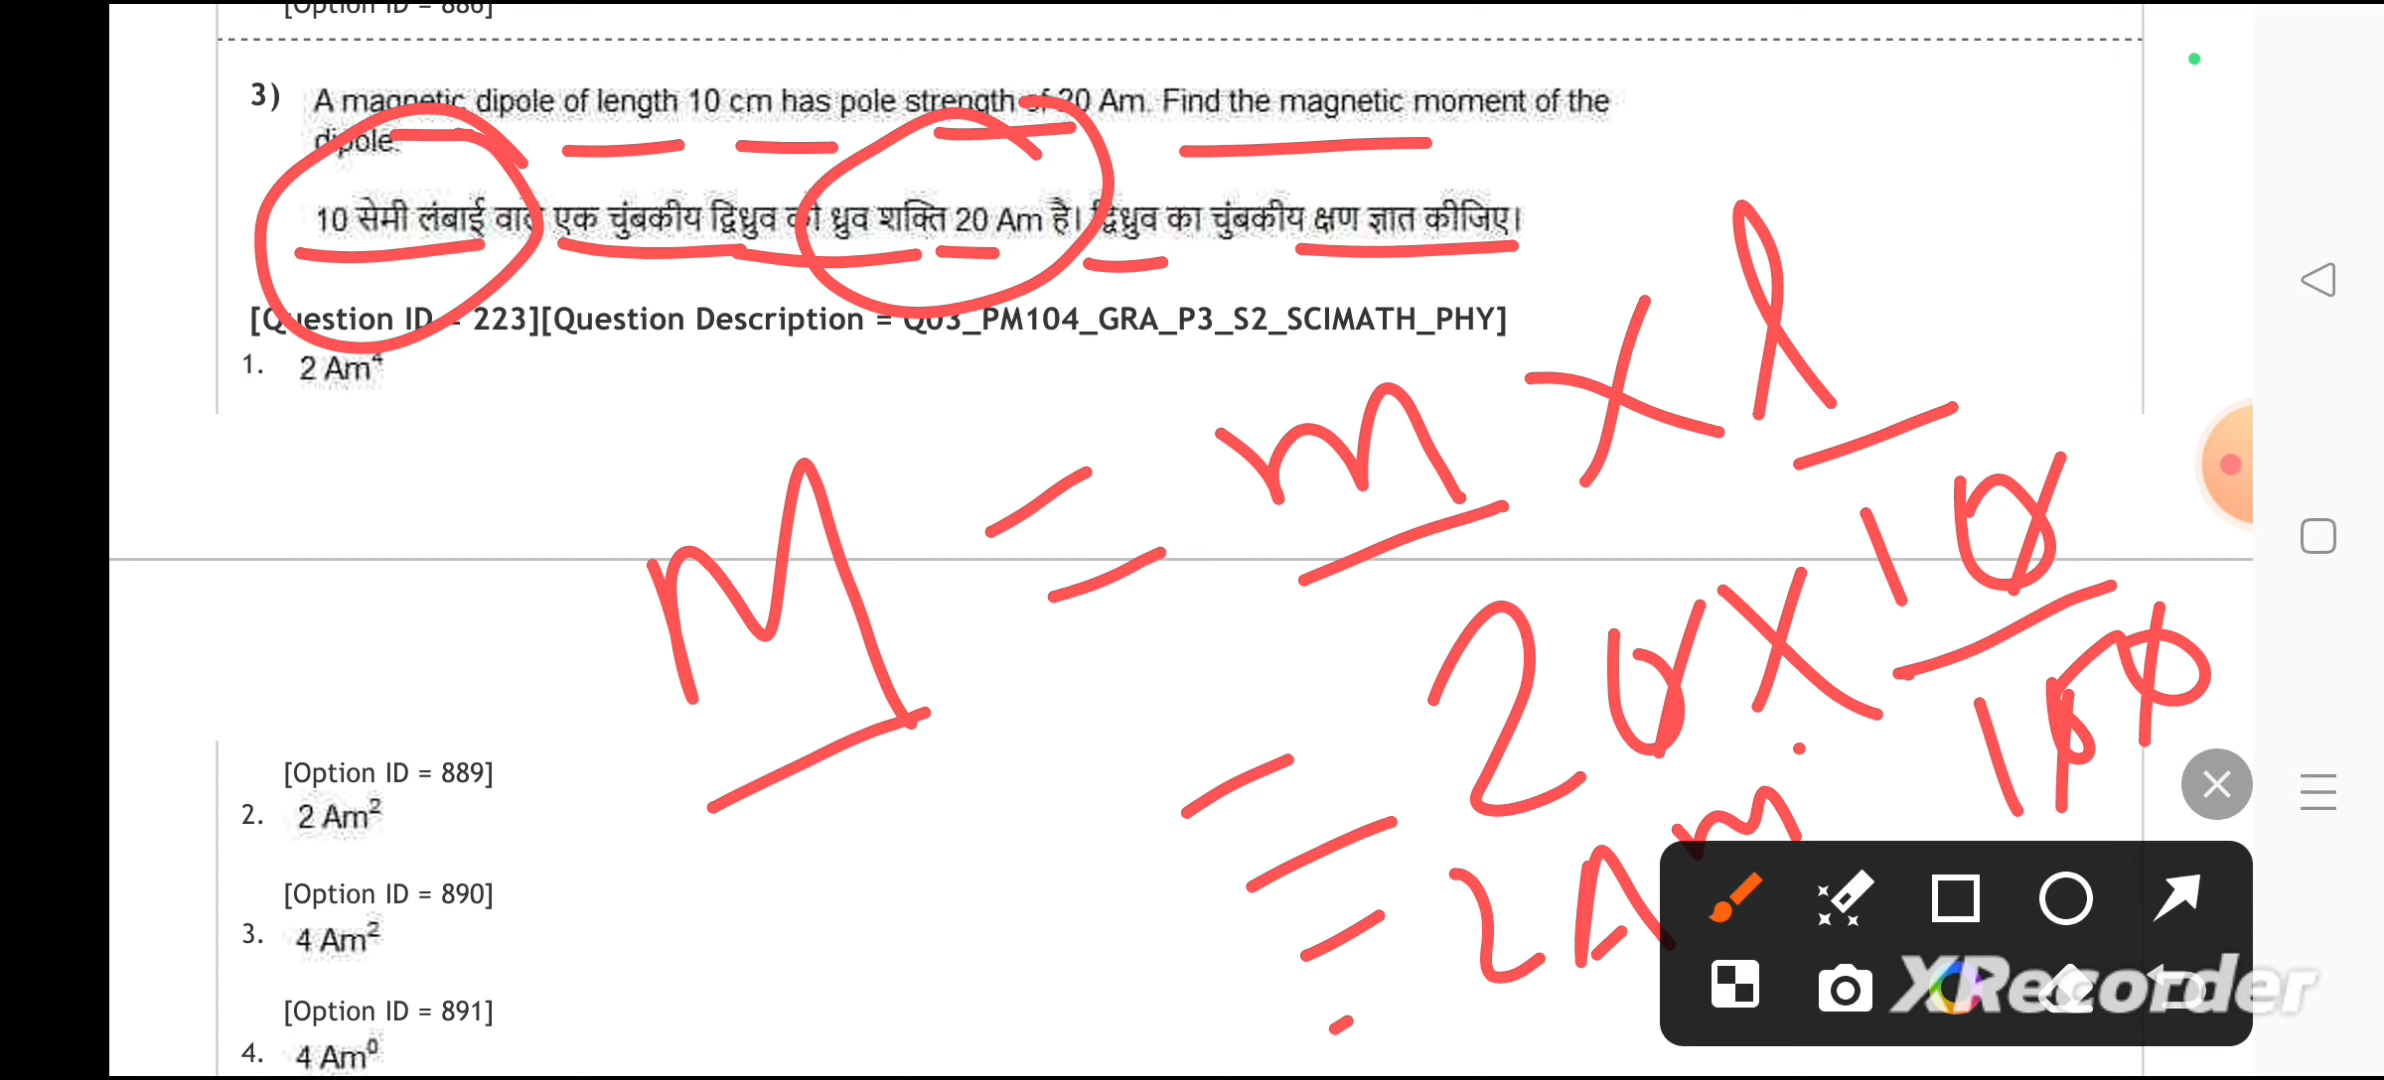 [Option ID = 886]
3) A magnetic dipole of length 10 cm has pole strength of 20 Am. Find the magnetic moment of the
dipole.
10 सेमी लंबाई वाले एक चुंबकीय द्विध्रुव की ध्रुव शक्ति 20 Am है। द्विध्रुव का चुंबकीय क्षण ज्ञात कीजिए।
[Question ID = 223][Question Description = Q03_PM104_GRA_P3_S2_SCIMATH_PHY]
1. 2 Am⁴
M = m × l
= 20 × 10/100
= 2 Am
[Option ID = 889]
2. 2 Am²
[Option ID = 890]
3. 4 Am²
[Option ID = 891]
4. 4 Am⁰
XRecorder